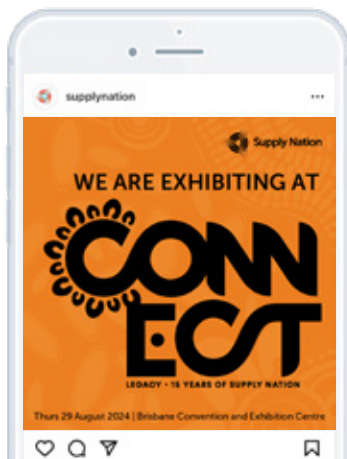 supplynation
Supply Nation
WE ARE EXHIBITING AT
CONN
ECT
LEGACY • 15 YEARS OF SUPPLY NATION
Thurs 29 August 2024 | Brisbane Convention and Exhibition Centre